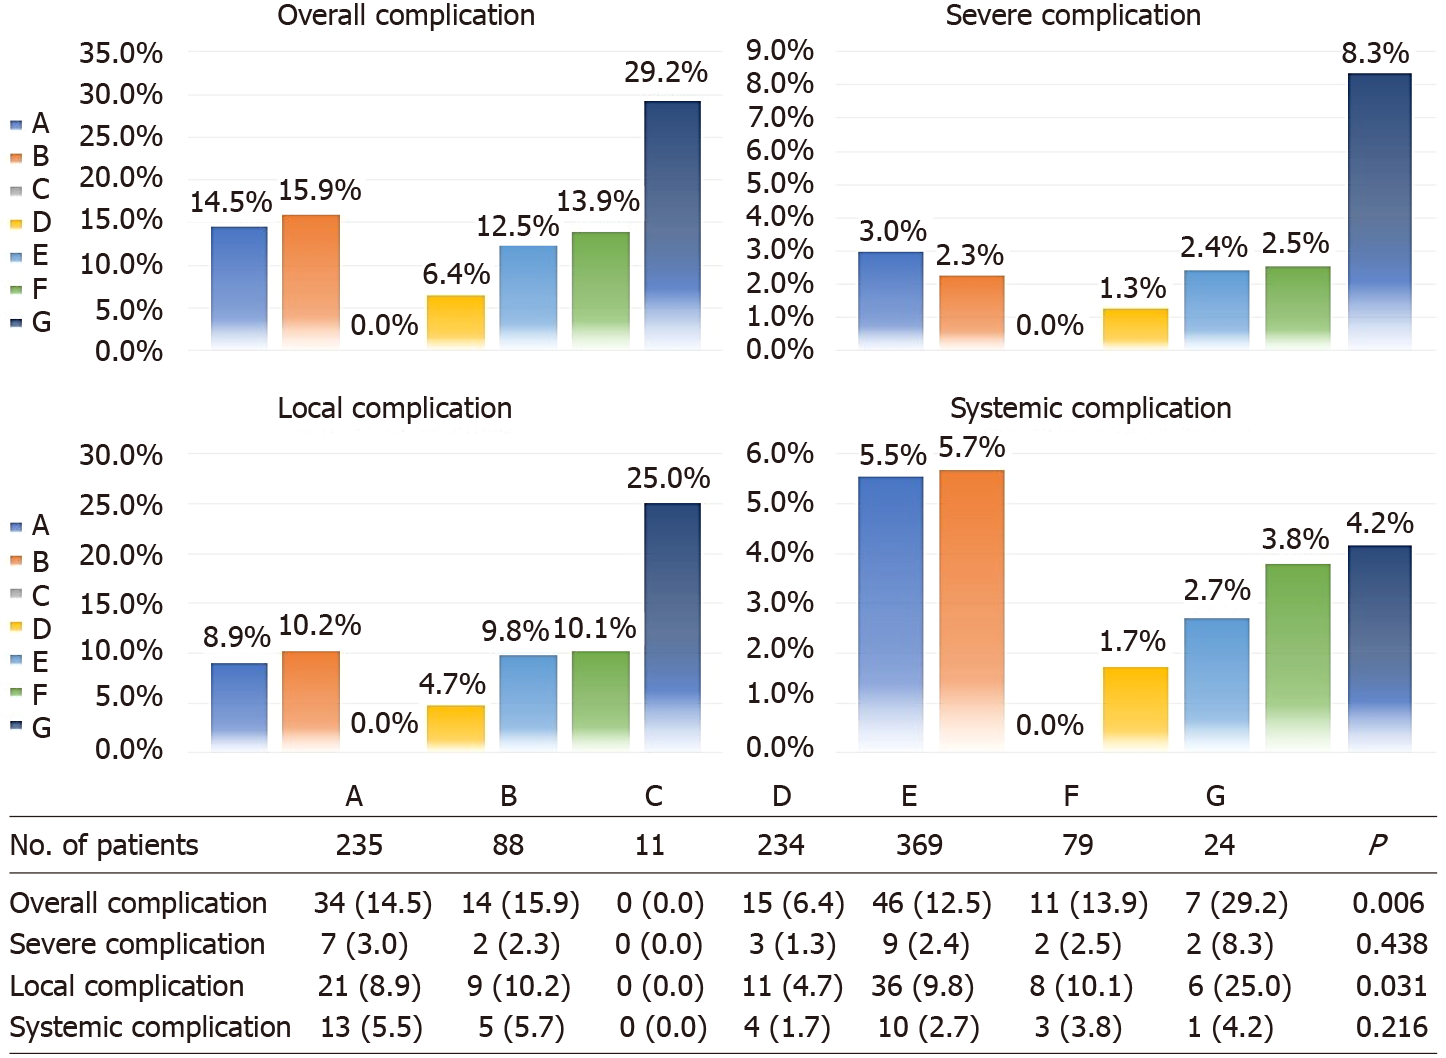 Overall complication
35.0%
30.0%
25.0%
20.0%
15.0%
10.0%
5.0%
0.0%
A
B
C
D
E
F
G
14.5%
15.9%
0.0%
6.4%
12.5%
13.9%
29.2%
Severe complication
9.0%
8.0%
7.0%
6.0%
5.0%
4.0%
3.0%
2.0%
1.0%
0.0%
3.0%
2.3%
0.0%
1.3%
2.4%
2.5%
8.3%
Local complication
30.0%
25.0%
20.0%
15.0%
10.0%
5.0%
0.0%
A
B
C
D
E
F
G
8.9%
10.2%
0.0%
4.7%
9.8%
10.1%
25.0%
Systemic complication
6.0%
5.0%
4.0%
3.0%
2.0%
1.0%
0.0%
5.5%
5.7%
0.0%
1.7%
2.7%
3.8%
4.2%
A B C D E F G
No. of patients 235 88 11 234 369 79 24 P
Overall complication 34 (14.5) 14 (15.9) 0 (0.0) 15 (6.4) 46 (12.5) 11 (13.9) 7 (29.2) 0.006
Severe complication 7 (3.0) 2 (2.3) 0 (0.0) 3 (1.3) 9 (2.4) 2 (2.5) 2 (8.3) 0.438
Local complication 21 (8.9) 9 (10.2) 0 (0.0) 11 (4.7) 36 (9.8) 8 (10.1) 6 (25.0) 0.031
Systemic complication 13 (5.5) 5 (5.7) 0 (0.0) 4 (1.7) 10 (2.7) 3 (3.8) 1 (4.2) 0.216